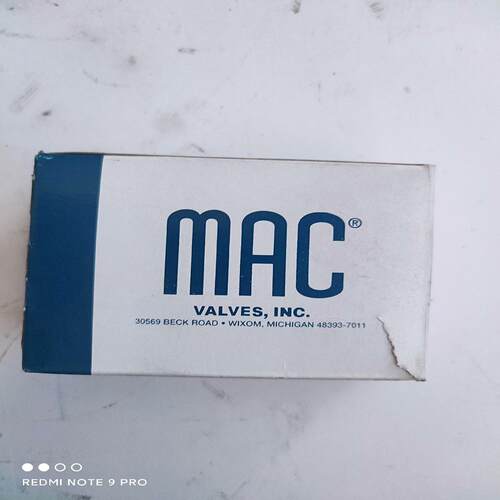 MAC®
VALVES, INC.
30569 BECK ROAD • WIXOM, MICHIGAN 48393-7011
REDMI NOTE 9 PRO